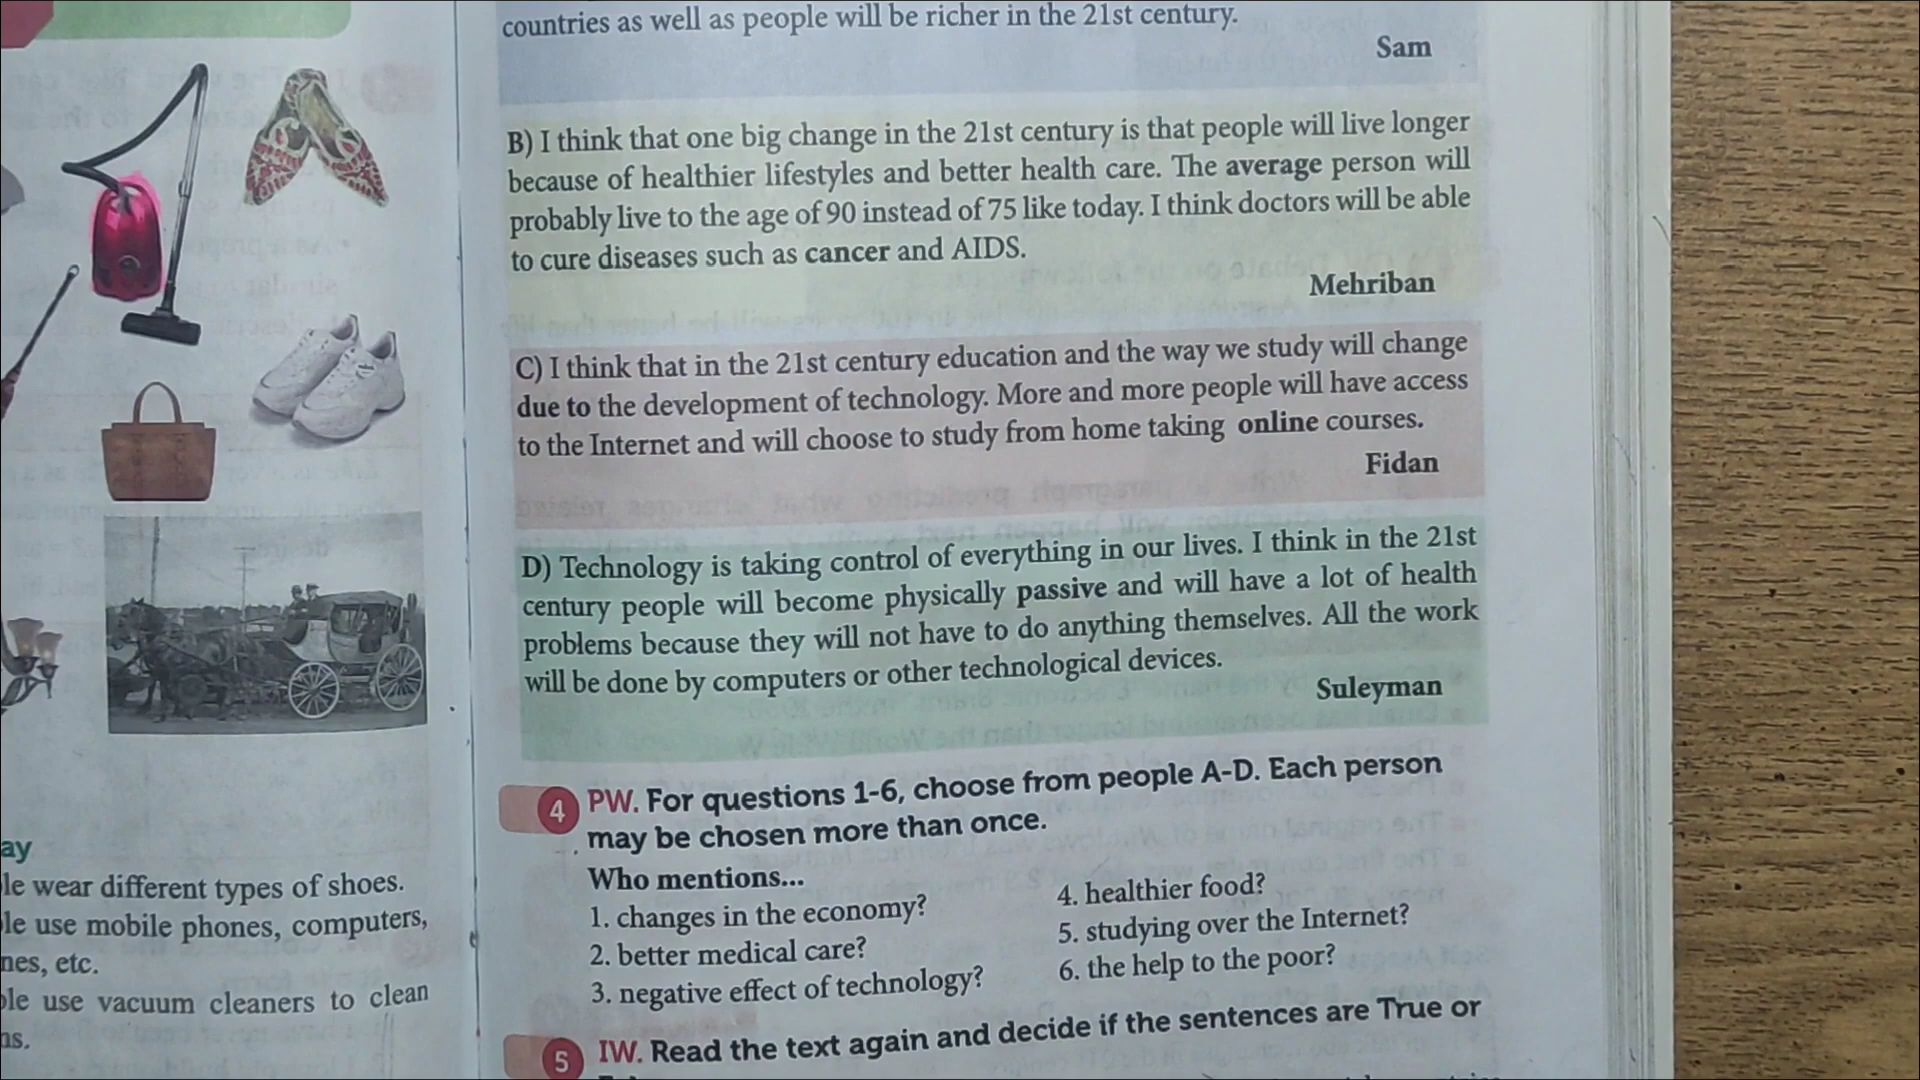 countries as well as people will be richer in the 21st century.
Sam
B) I think that one big change in the 21st century is that people will live longer
because of healthier lifestyles and better health care. The average person will
probably live to the age of 90 instead of 75 like today. I think doctors will be able
to cure diseases such as cancer and AIDS.
Mehriban
C) I think that in the 21st century education and the way we study will change
due to the development of technology. More and more people will have access
to the Internet and will choose to study from home taking online courses.
Fidan
D) Technology is taking control of everything in our lives. I think in the 21st
century people will become physically passive and will have a lot of health
problems because they will not have to do anything themselves. All the work
will be done by computers or other technological devices.
Suleyman
4 PW. For questions 1-6, choose from people A-D. Each person
may be chosen more than once.
Who mentions...
1. changes in the economy?
2. better medical care?
3. negative effect of technology?
4. healthier food?
5. studying over the Internet?
6. the help to the poor?
5 IW. Read the text again and decide if the sentences are True or
ay
le wear different types of shoes.
le use mobile phones, computers,
nes, etc.
le use vacuum cleaners to clean
ns.